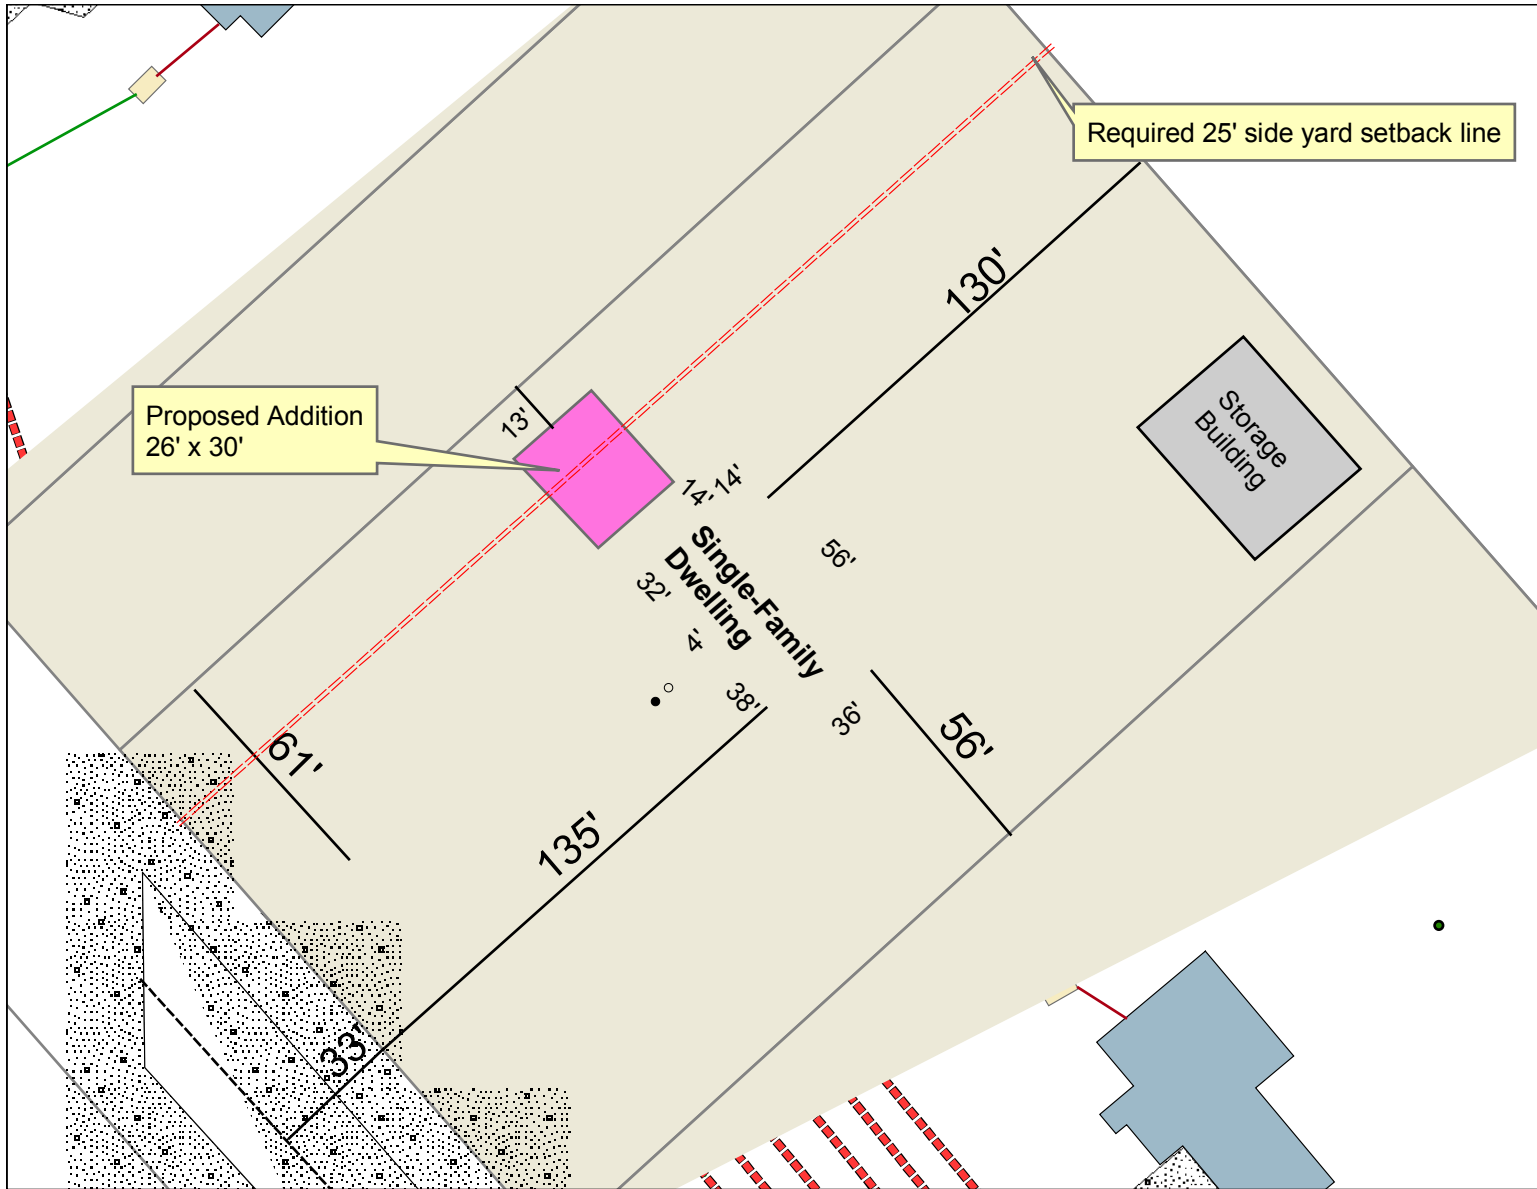 Required 25' side yard setback line
130'
Proposed Addition
26' x 30'
13'
14'
14'
Storage
Building
Single-Family
Dwelling
56'
32'
4'
38'
36'
56'
61'
135'
33'